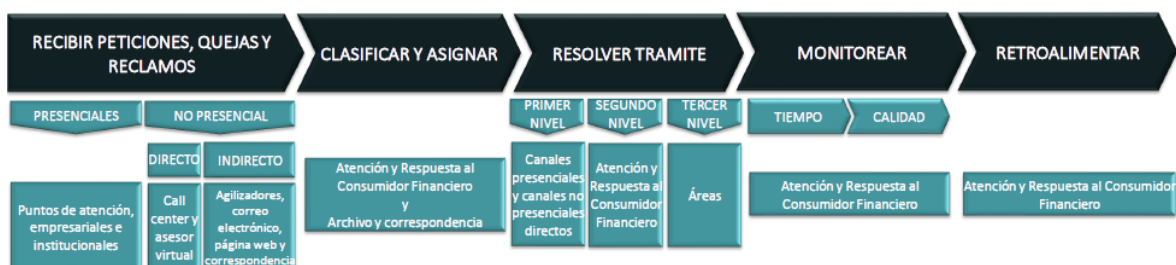 RECIBIR PETICIONES, QUEJAS Y
RECLAMOS
CLASIFICAR Y ASIGNAR
RESOLVER TRAMITE
MONITOREAR
RETROALIMENTAR
PRESENCIALES
NO PRESENCIAL
PRIMER
NIVEL
SEGUNDO
NIVEL
TERCER
NIVEL
TIEMPO
CALIDAD
DIRECTO
INDIRECTO
Puntos de atención,
empresariales e
institucionales
Call
center y
asesor
virtual
Agilizadores,
correo
electrónico,
página web y
correspondencia
Atención y Respuesta al
Consumidor Financiero
y
Archivo y correspondencia
Canales
presenciales
y canales no
presenciales
directos
Atención y
Respuesta al
Consumidor
Financiero
Áreas
Atención y Respuesta al
Consumidor Financiero
Atención y Respuesta al Consumidor
Financiero